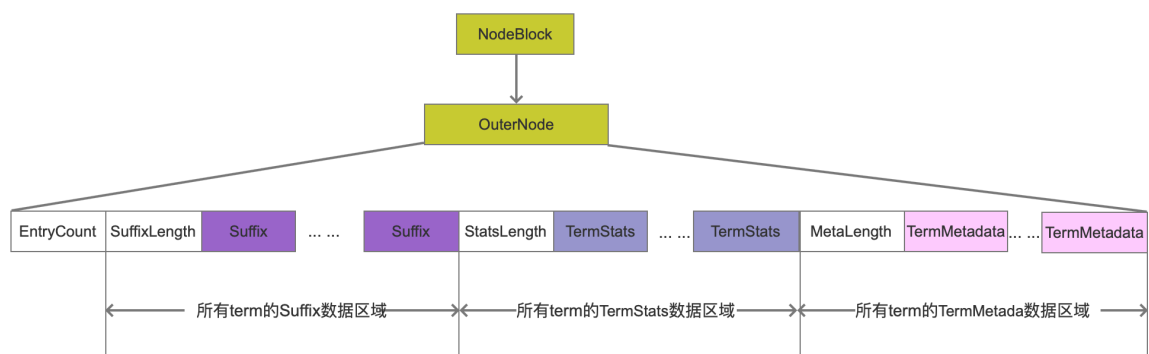 NodeBlock
OuterNode
EntryCount SuffixLength Suffix ... ... Suffix StatsLength TermStats ... ... TermStats MetaLength TermMetadata ... ... TermMetadata
所有term的Suffix数据区域 所有term的TermStats数据区域 所有term的TermMetada数据区域